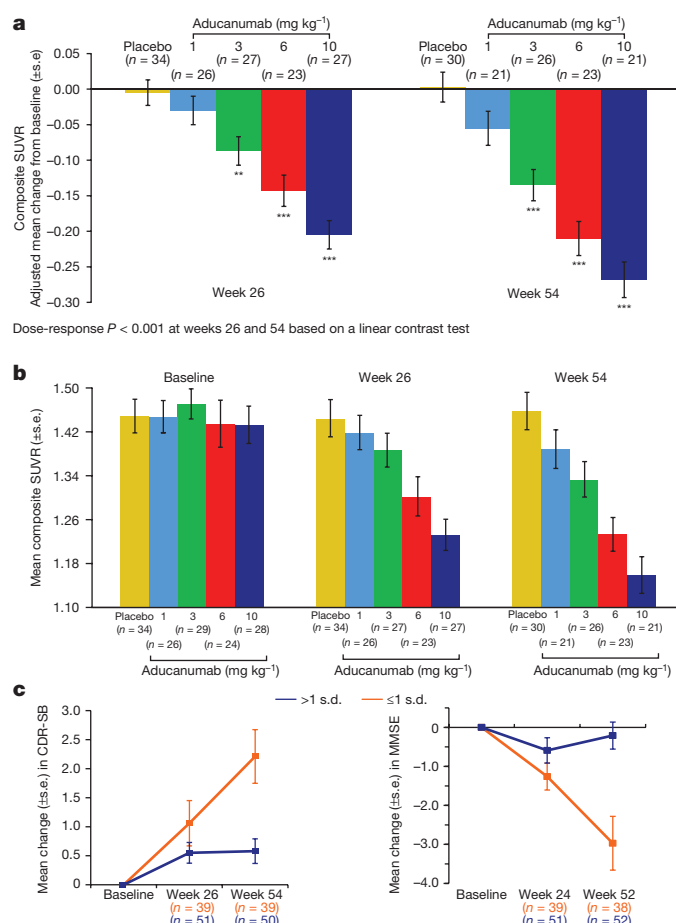 a
Aducanumab (mg kg⁻¹)
Aducanumab (mg kg⁻¹)
Placebo 1 3 6 10
Placebo 1 3 6 10
(n = 34) (n = 27) (n = 27)
(n = 30) (n = 26) (n = 21)
(n = 26) (n = 23)
(n = 21) (n = 23)
Composite SUVR
Adjusted mean change from baseline (±s.e)
0.05
0.00
−0.05
−0.10
−0.15
−0.20
−0.25
−0.30
** *** ***
*** *** ***
Week 26
Week 54
Dose-response P < 0.001 at weeks 26 and 54 based on a linear contrast test
b
Baseline
Week 26
Week 54
Mean composite SUVR (±s.e.)
1.50
1.42
1.34
1.26
1.18
1.10
Placebo 1 3 6 10
(n = 34) (n = 29) (n = 28)
(n = 26) (n = 24)
Aducanumab (mg kg⁻¹)
Placebo 1 3 6 10
(n = 34) (n = 27) (n = 27)
(n = 26) (n = 23)
Aducanumab (mg kg⁻¹)
Placebo 1 3 6 10
(n = 30) (n = 26) (n = 21)
(n = 21) (n = 23)
Aducanumab (mg kg⁻¹)
c
>1 s.d. ≤1 s.d.
Mean change (±s.e.) in CDR-SB
3.0
2.5
2.0
1.5
1.0
0.5
0
Baseline Week 26 Week 54
(n = 39) (n = 39)
(n = 51) (n = 50)
Mean change (±s.e.) in MMSE
0
−1.0
−2.0
−3.0
−4.0
Baseline Week 24 Week 52
(n = 39) (n = 38)
(n = 51) (n = 52)